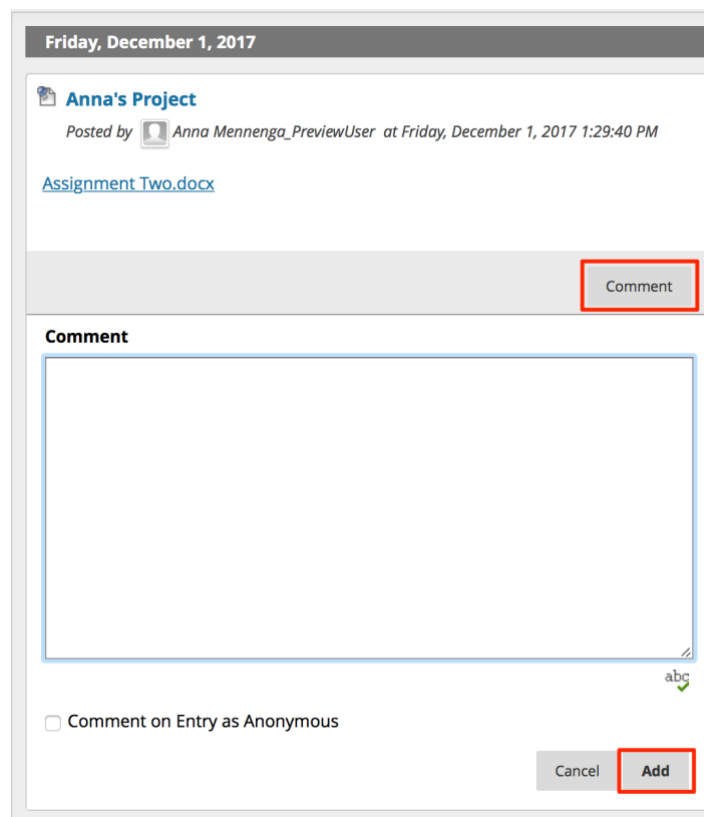 Friday, December 1, 2017
Anna's Project
Posted by Anna Mennenga_PreviewUser at Friday, December 1, 2017 1:29:40 PM
Assignment Two.docx
Comment
Comment
abc
Comment on Entry as Anonymous
Cancel Add